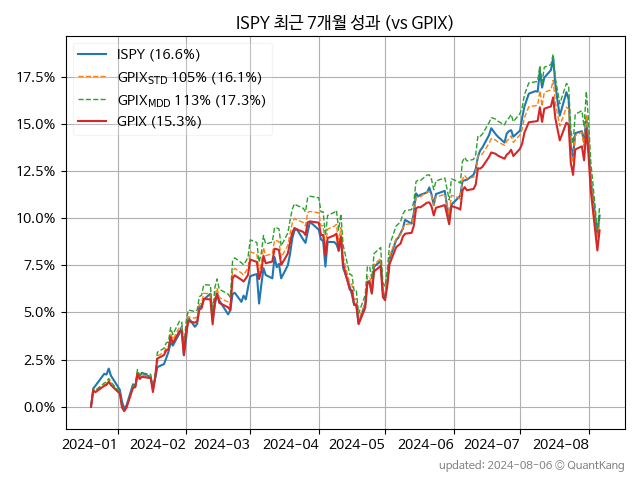 ISPY 최근 7개월 성과 (vs GPIX)
ISPY (16.6%)
GPIX_STD 105% (16.1%)
GPIX_MDD 113% (17.3%)
GPIX (15.3%)
17.5%
15.0%
12.5%
10.0%
7.5%
5.0%
2.5%
0.0%
2024-01 2024-02 2024-03 2024-04 2024-05 2024-06 2024-07 2024-08
updated: 2024-08-06 © QuantKang